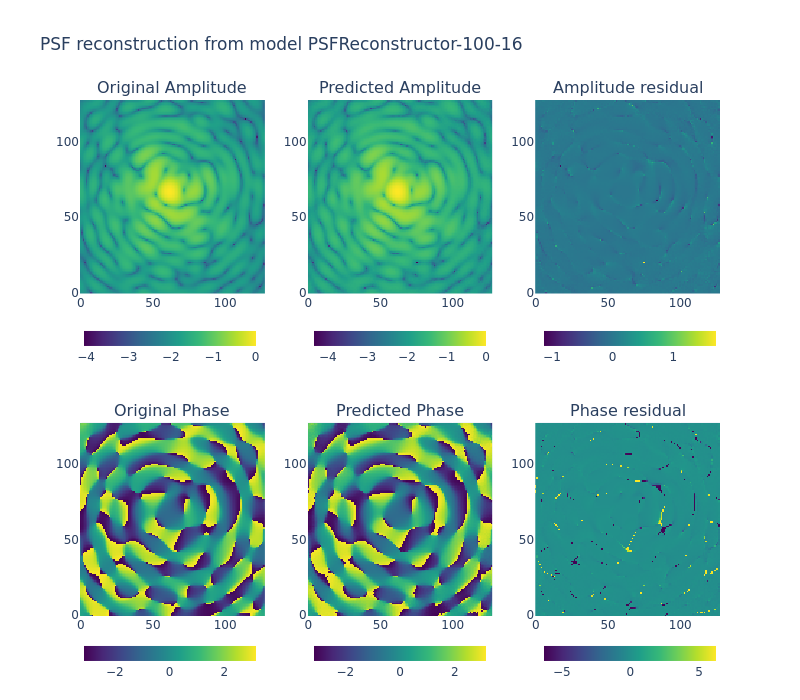 PSF reconstruction from model PSFReconstructor-100-16
Original Amplitude Predicted Amplitude Amplitude residual
100 100 100
50 50 50
0 0 0
0 50 100 0 50 100 0 50 100
−4 −3 −2 −1 0 −4 −3 −2 −1 0 −1 0 1
Original Phase Predicted Phase Phase residual
100 100 100
50 50 50
0 0 0
0 50 100 0 50 100 0 50 100
−2 0 2 −2 0 2 −5 0 5